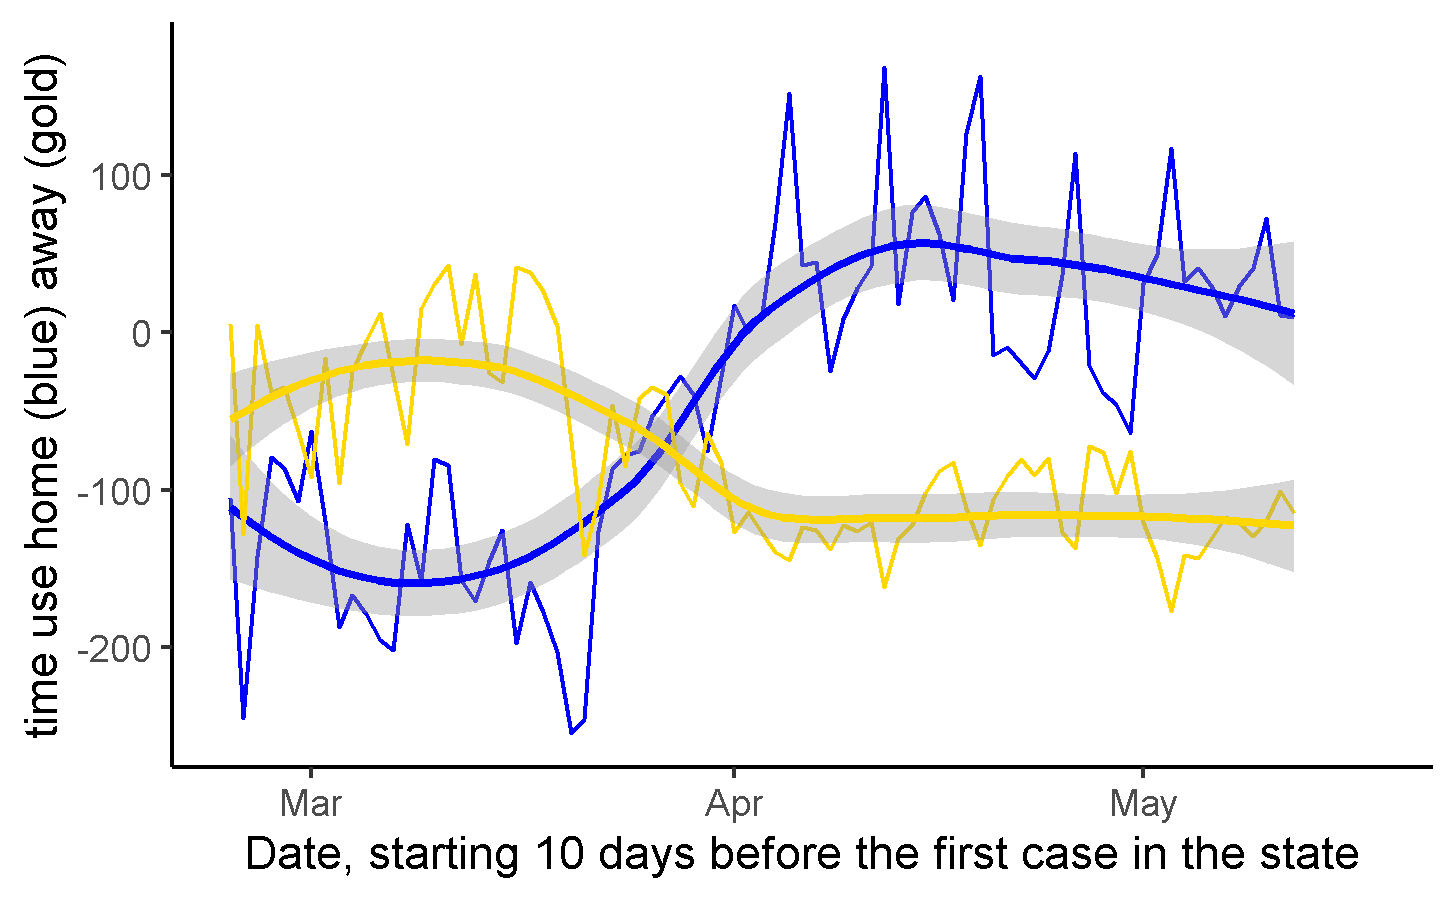 time use home (blue) away (gold)
100
0
-100
-200
Mar
Apr
May
Date, starting 10 days before the first case in the state